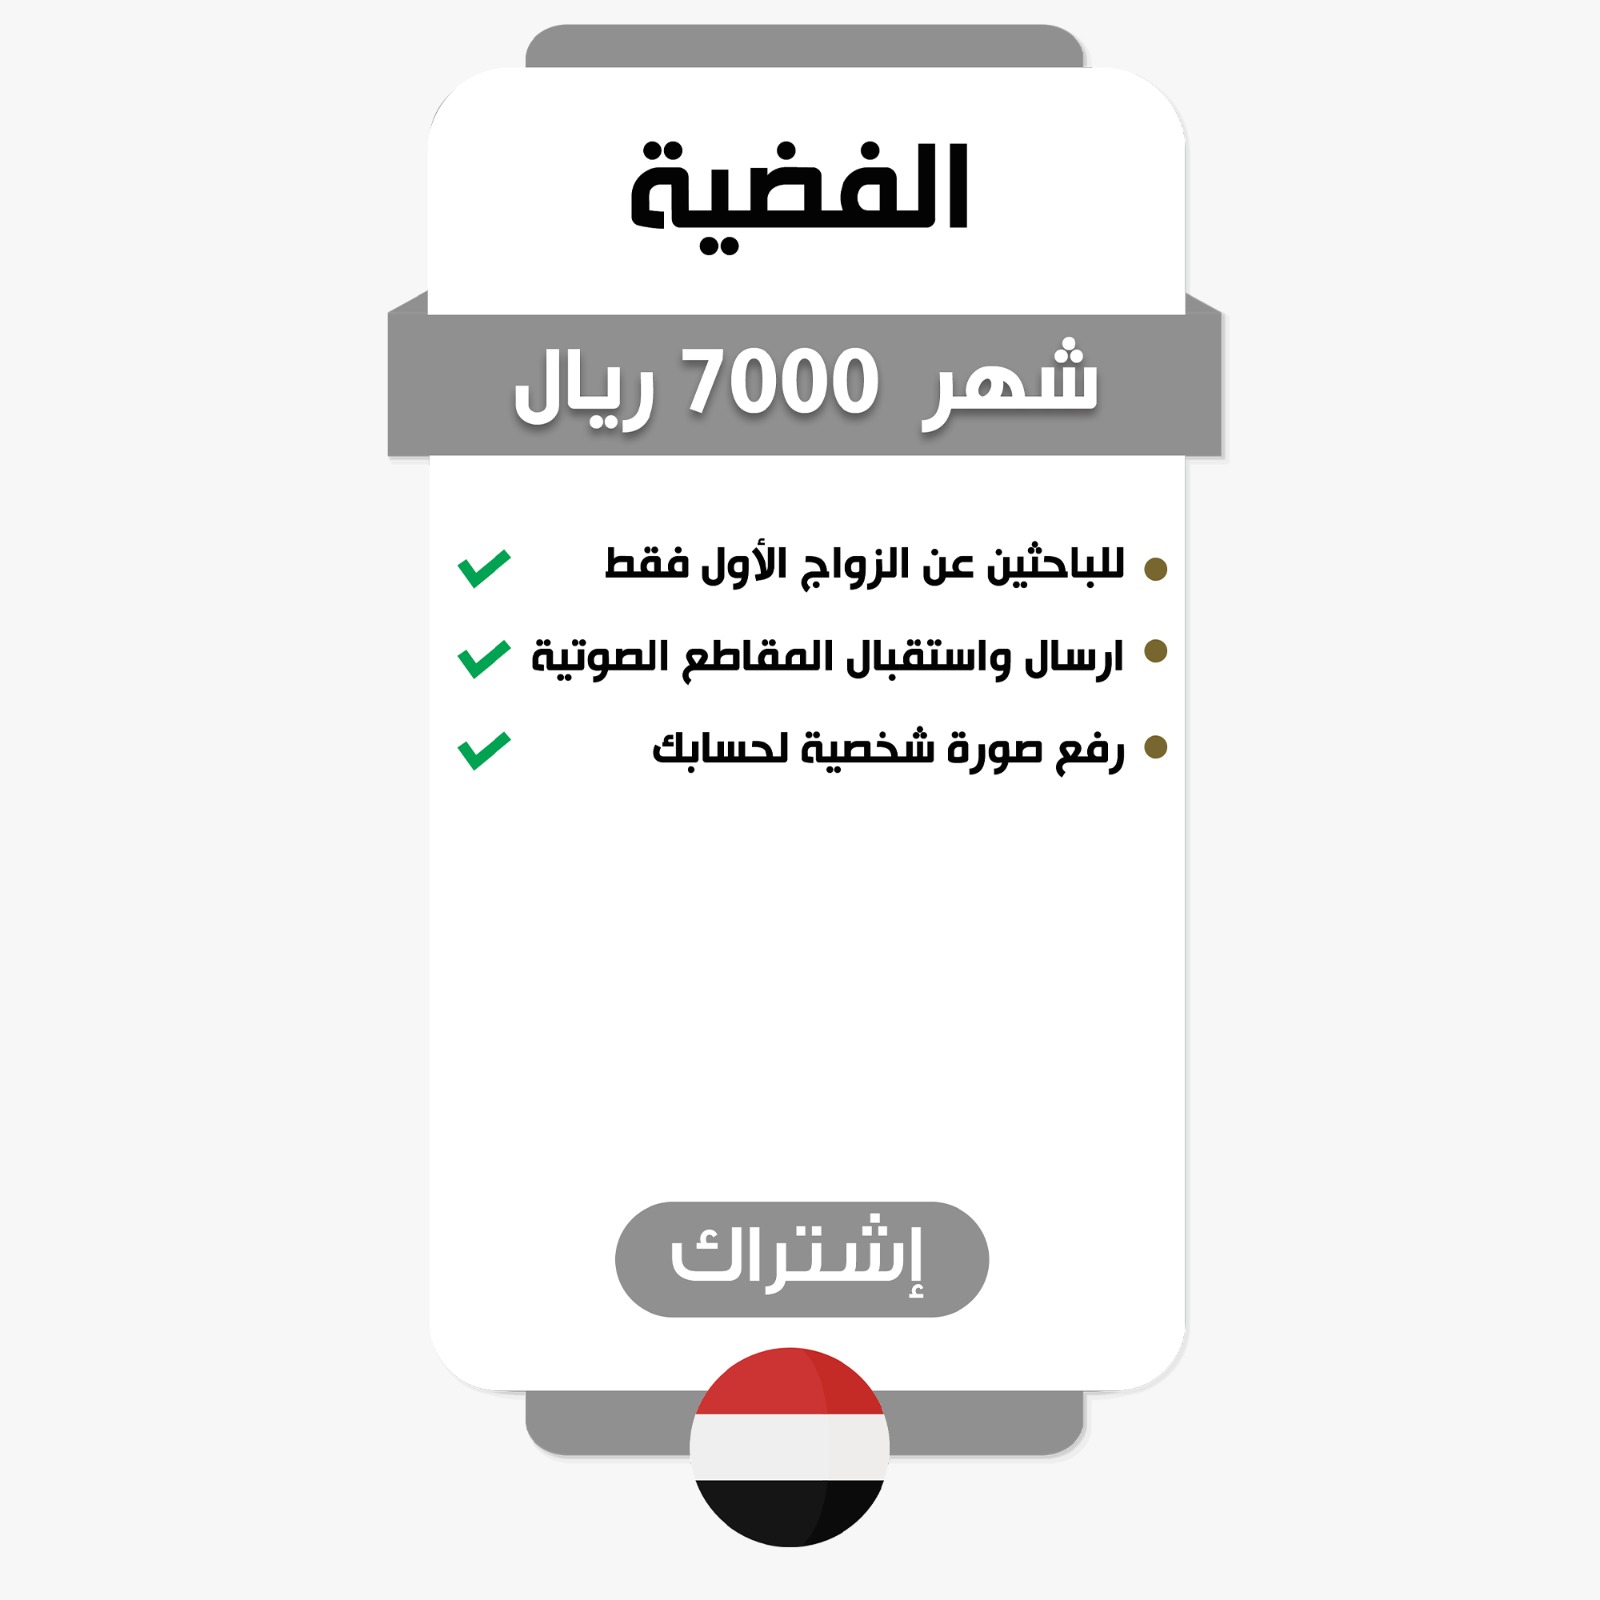 الفضية
شهر 7000 ريال
للباحثين عن الزواج الأول فقط
ارسال واستقبال المقاطع الصوتية
رفع صورة شخصية لحسابك
إشتراك